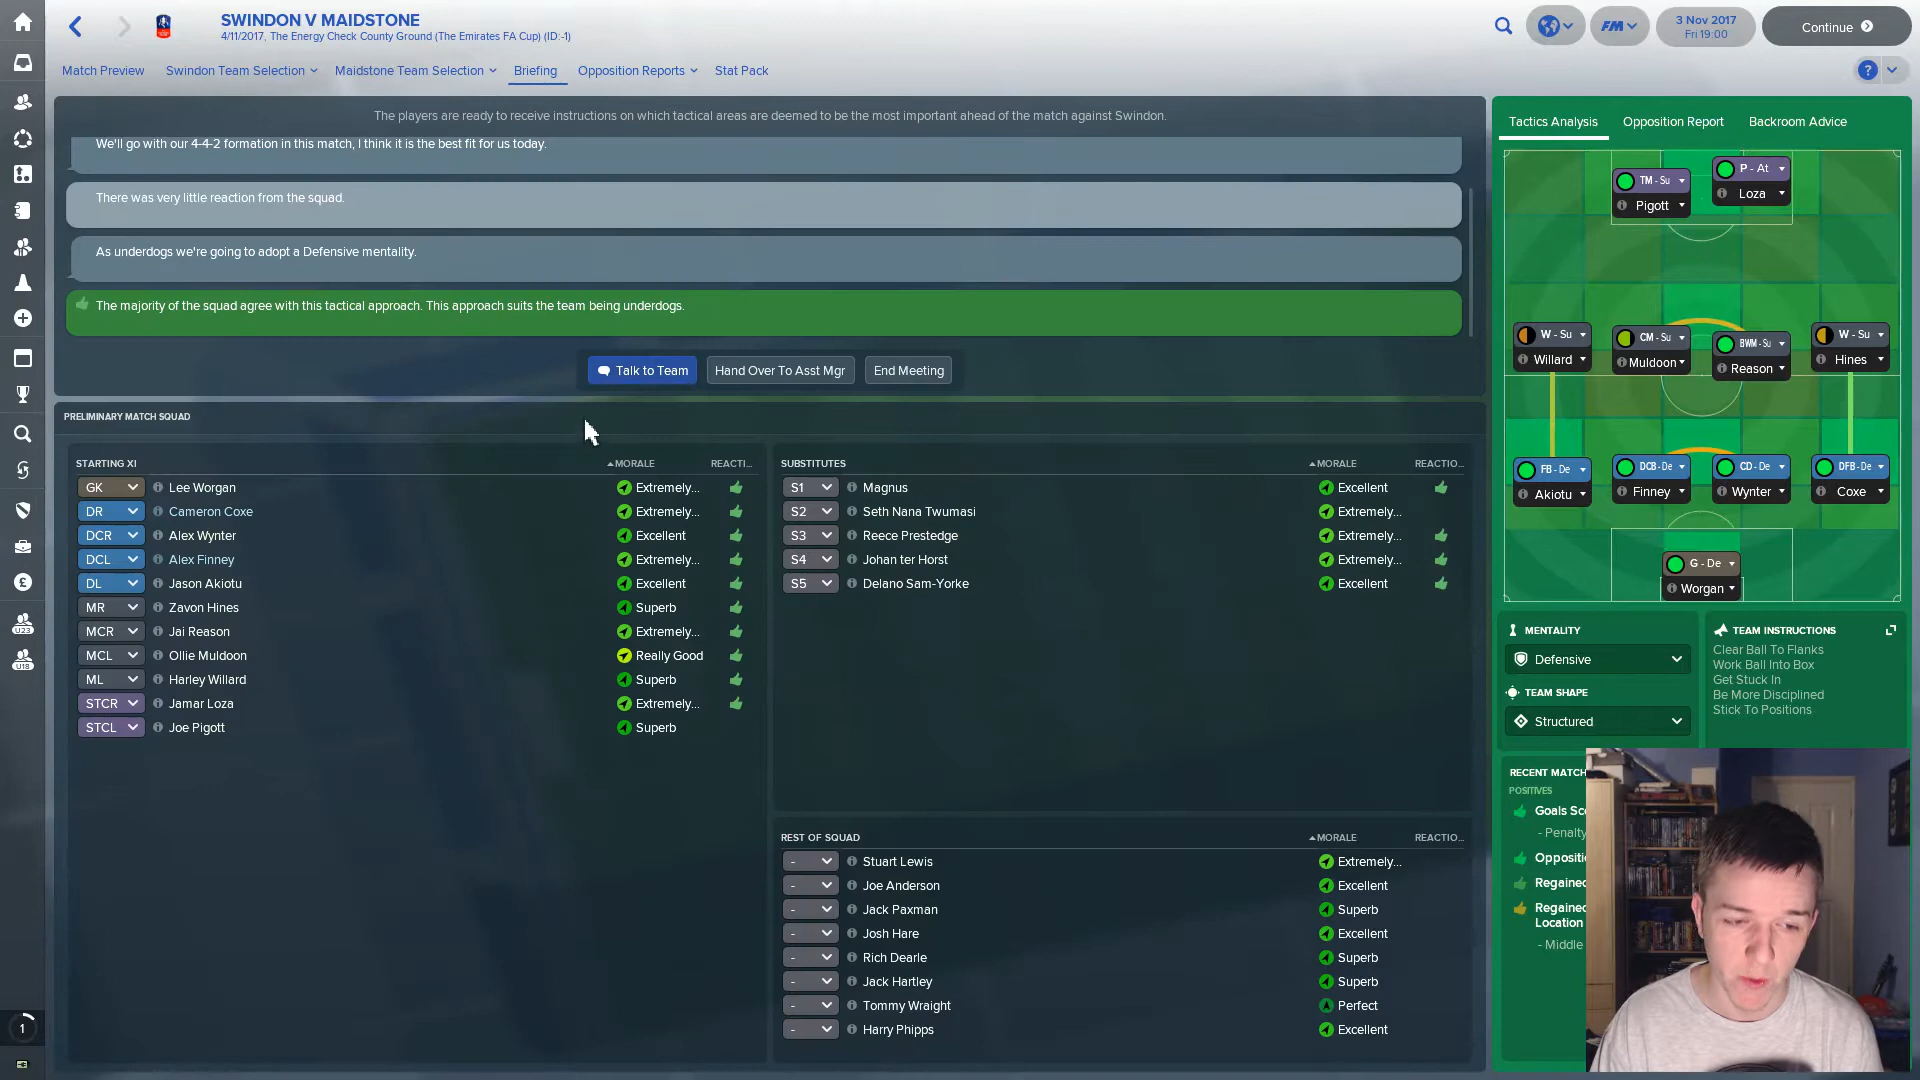 SWINDON V MAIDSTONE
4/11/2017, The Energy Check County Ground (The Emirates FA Cup) (ID:-1)
FM
3 Nov 2017
Fri 19:00
Continue
Match Preview
Swindon Team Selection
Maidstone Team Selection
Briefing
Opposition Reports
Stat Pack
?
The players are ready to receive instructions on which tactical areas are deemed to be the most important ahead of the match against Swindon.
We'll go with our 4-4-2 formation in this match, I think it is the best fit for us today.
There was very little reaction from the squad.
As underdogs we're going to adopt a Defensive mentality.
The majority of the squad agree with this tactical approach. This approach suits the team being underdogs.
Talk to Team
Hand Over To Asst Mgr
End Meeting
PRELIMINARY MATCH SQUAD
STARTING XI MORALE REACTI...
GK Lee Worgan Extremely...
DR Cameron Coxe Extremely...
DCR Alex Wynter Excellent
DCL Alex Finney Extremely...
DL Jason Akiotu Excellent
MR Zavon Hines Superb
MCR Jai Reason Extremely...
MCL Ollie Muldoon Really Good
ML Harley Willard Superb
STCR Jamar Loza Extremely...
STCL Joe Pigott Superb
SUBSTITUTES MORALE REACTIO...
S1 Magnus Excellent
S2 Seth Nana Twumasi Extremely...
S3 Reece Prestedge Extremely...
S4 Johan ter Horst Extremely...
S5 Delano Sam-Yorke Excellent
REST OF SQUAD MORALE REACTIO...
- Stuart Lewis Extremely...
- Joe Anderson Excellent
- Jack Paxman Superb
- Josh Hare Excellent
- Rich Dearle Superb
- Jack Hartley Superb
- Tommy Wraight Perfect
- Harry Phipps Excellent
Tactics Analysis
Opposition Report
Backroom Advice
TM - Su
Pigott
P - At
Loza
W - Su
Willard
CM - Su
Muldoon
BWM - Su
Reason
W - Su
Hines
FB - De
Akiotu
DCB - De
Finney
CD - De
Wynter
DFB - De
Coxe
G - De
Worgan
MENTALITY
Defensive
TEAM SHAPE
Structured
TEAM INSTRUCTIONS
Clear Ball To Flanks
Work Ball Into Box
Get Stuck In
Be More Disciplined
Stick To Positions
RECENT MATCH
POSITIVES
Goals Sc
- Penalty
Oppositi
Regained
Regained
Location
- Middle
U23
U18
1